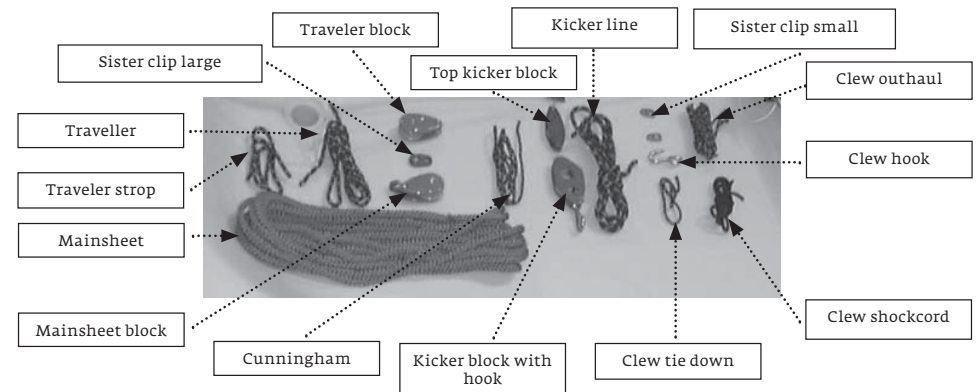 Traveler block
Kicker line
Sister clip small
Sister clip large
Top kicker block
Clew outhaul
Traveller
Clew hook
Traveler strop
Mainsheet
Mainsheet block
Cunningham
Kicker block with
hook
Clew tie down
Clew shockcord